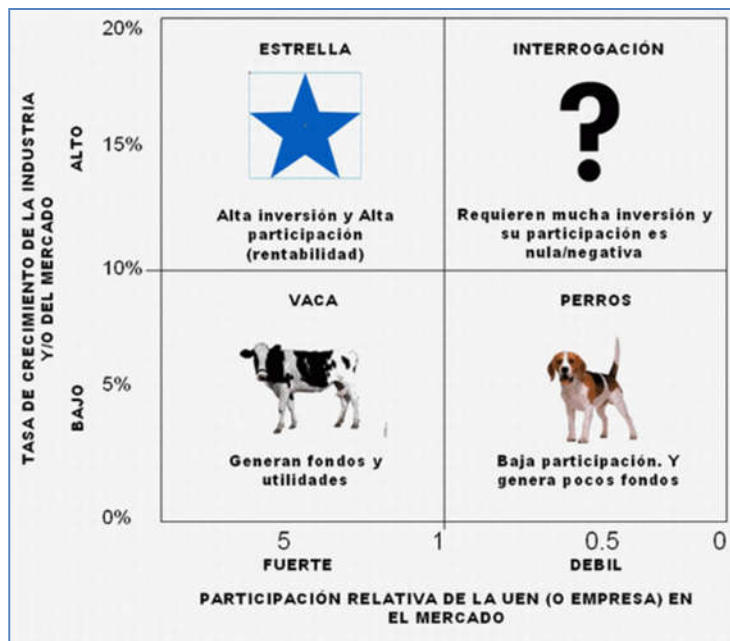 TASA DE CRECIMIENTO DE LA INDUSTRIA
Y/O DEL MERCADO
ALTO
BAJO
20%
15%
10%
5%
0%
ESTRELLA
Alta inversión y Alta
participación
(rentabilidad)
INTERROGACIÓN
?
Requieren mucha inversión y
su participación es
nula/negativa
VACA
Generan fondos y
utilidades
PERROS
Baja participación. Y
genera pocos fondos
5
1
0.5
0
FUERTE
DEBIL
PARTICIPACIÓN RELATIVA DE LA UEN (O EMPRESA) EN
EL MERCADO